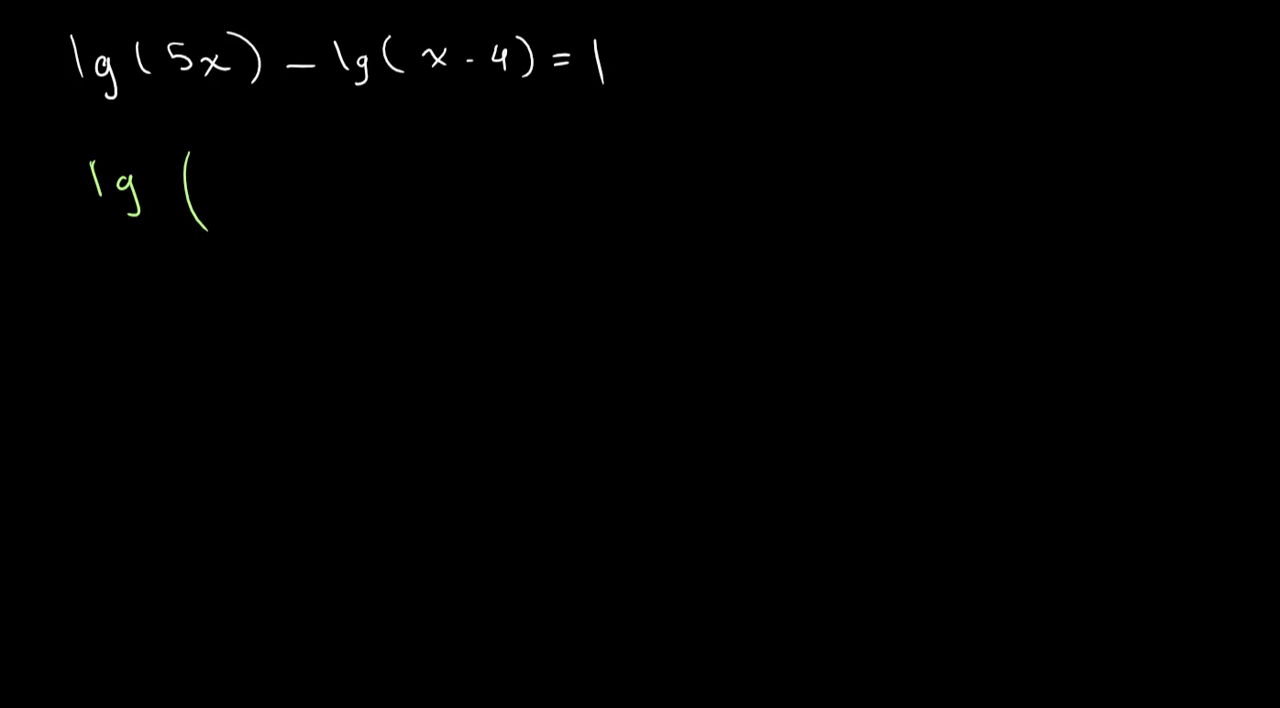 lg(5x) - lg(x-4) = 1
lg (